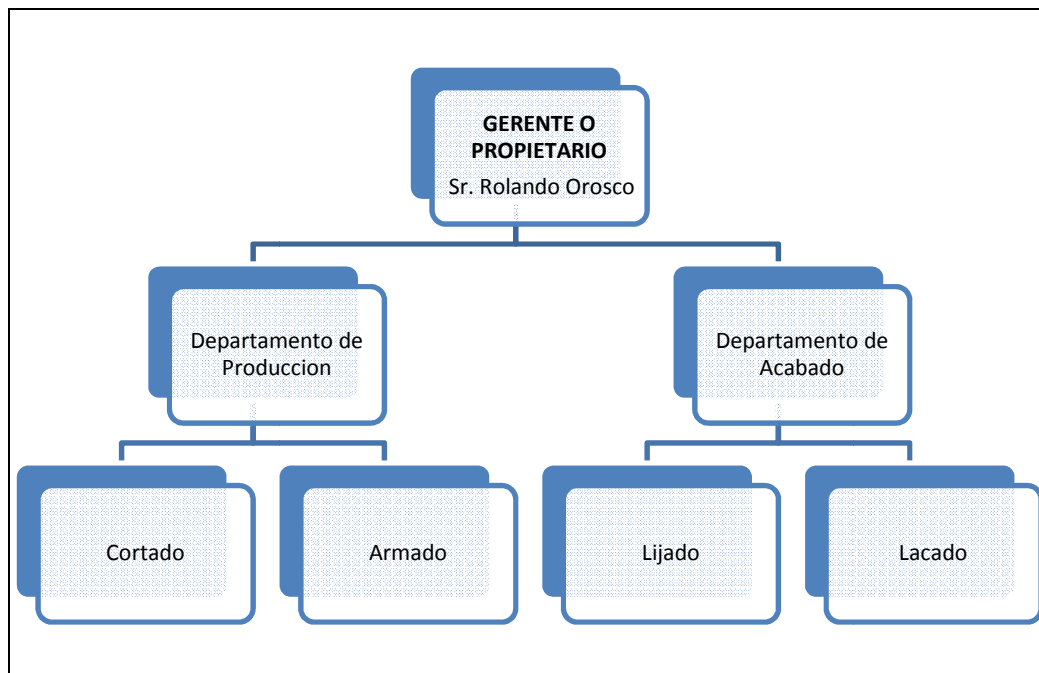 GERENTE O
PROPIETARIO
Sr. Rolando Orosco
Departamento de
Produccion
Departamento de
Acabado
Cortado
Armado
Lijado
Lacado